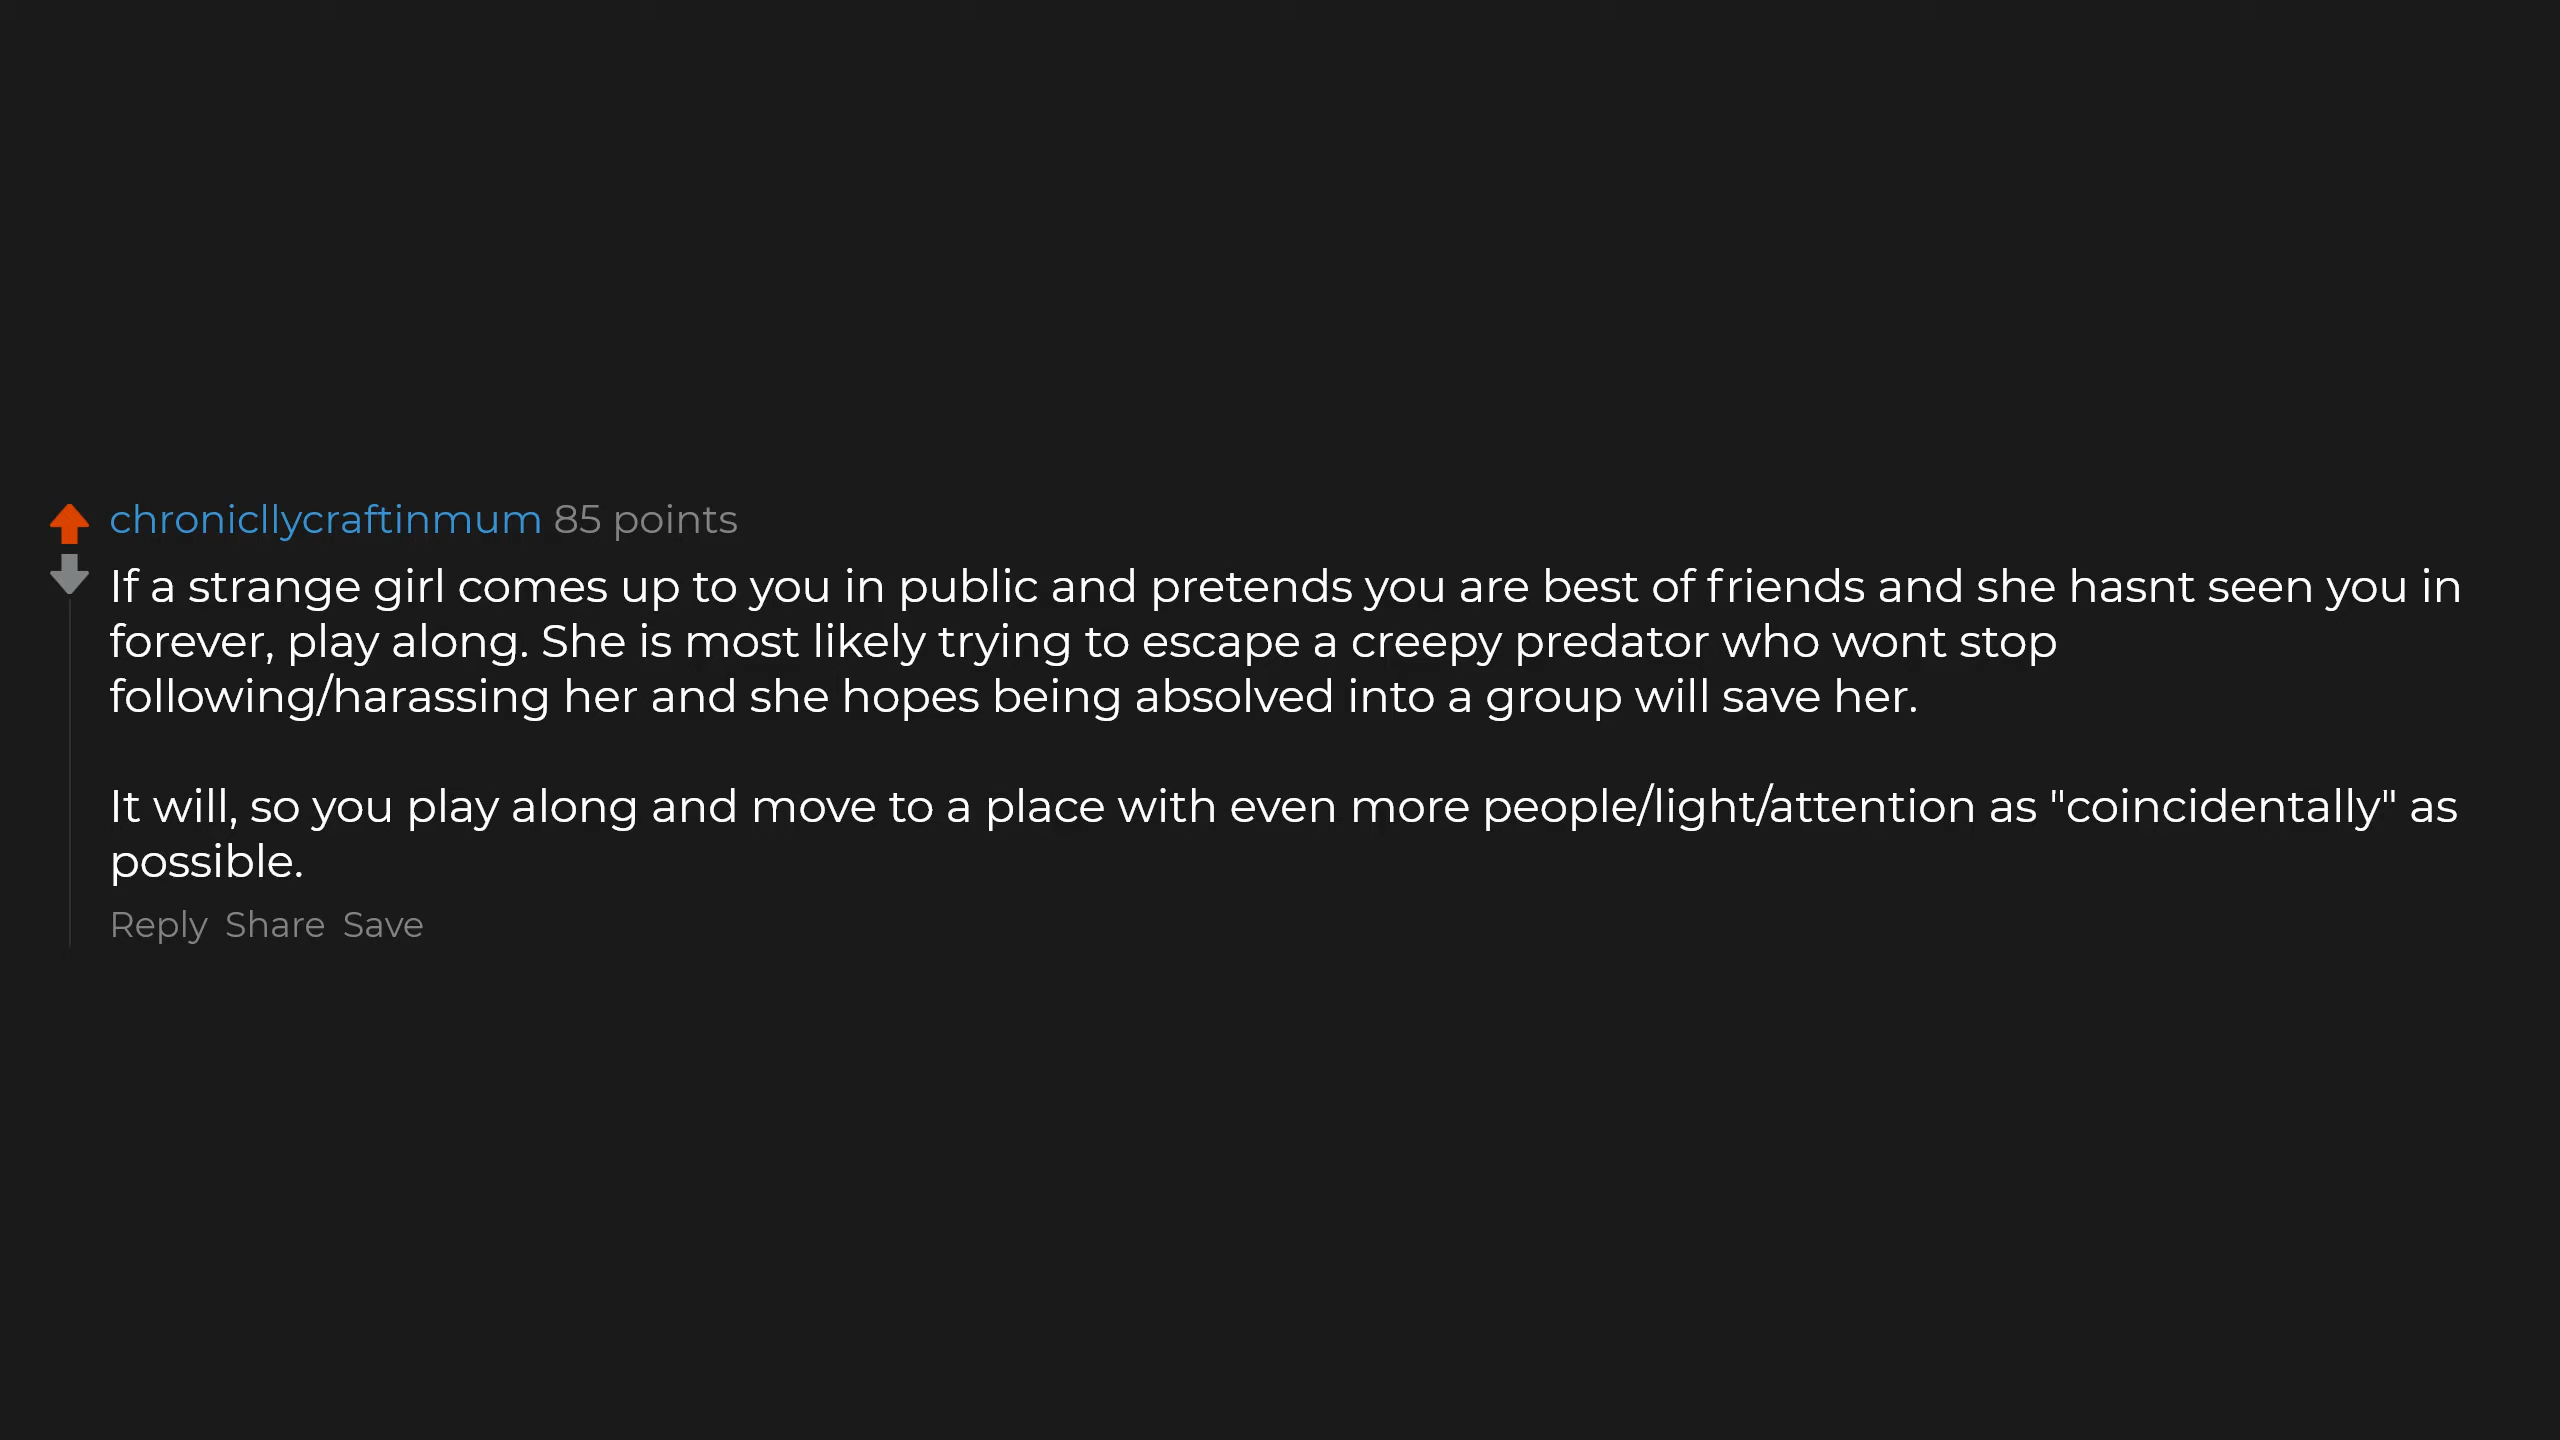 chronicllycraftinmum 85 points
If a strange girl comes up to you in public and pretends you are best of friends and she hasnt seen you in
forever, play along. She is most likely trying to escape a creepy predator who wont stop
following/harassing her and she hopes being absolved into a group will save her.
It will, so you play along and move to a place with even more people/light/attention as "coincidentally" as
possible.
Reply Share Save